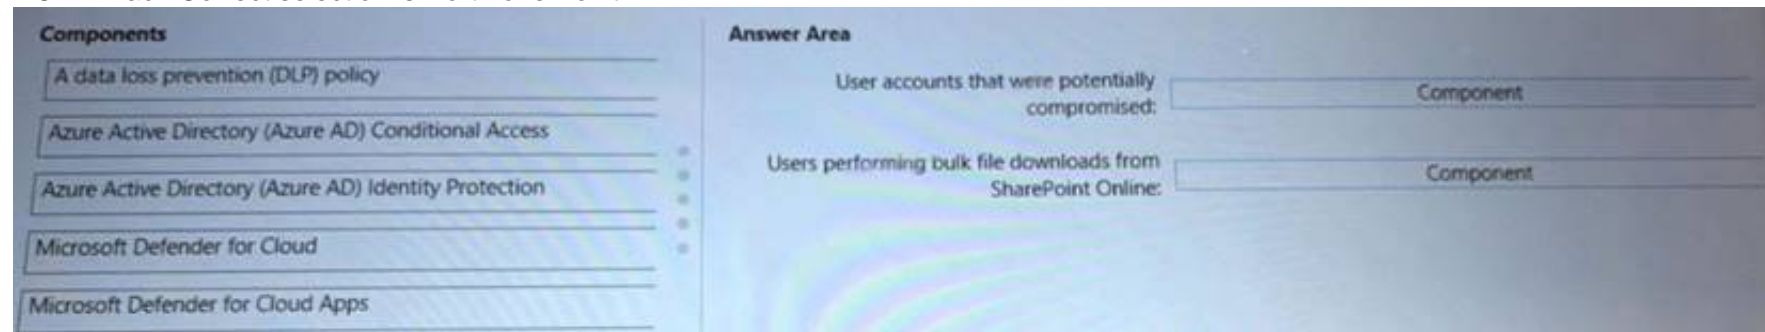 Components
A data loss prevention (DLP) policy
Azure Active Directory (Azure AD) Conditional Access
Azure Active Directory (Azure AD) Identity Protection
Microsoft Defender for Cloud
Microsoft Defender for Cloud Apps
Answer Area
User accounts that were potentially
compromised:
Component
Users performing bulk file downloads from
SharePoint Online:
Component